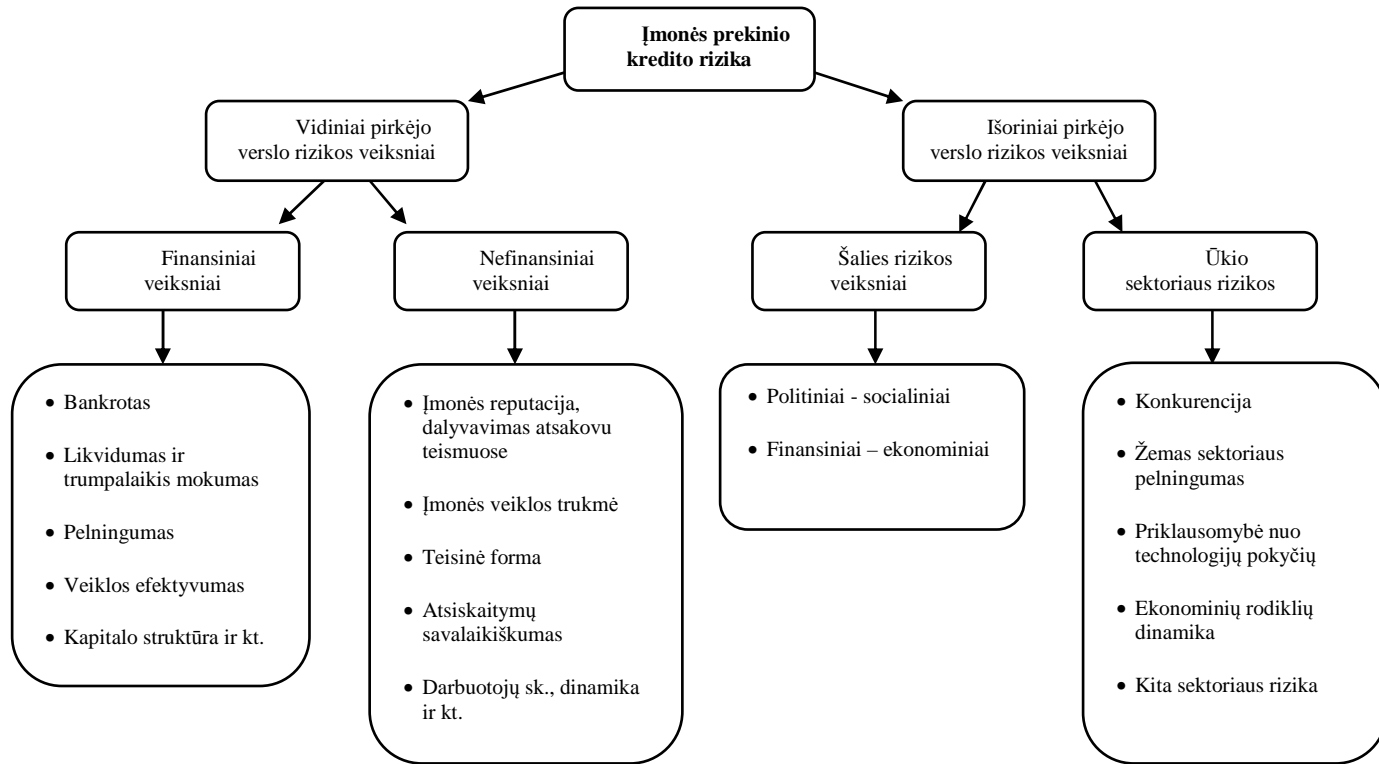 Įmonės prekinio
kredito rizika
Vidiniai pirkėjo
verslo rizikos veiksniai
Išoriniai pirkėjo
verslo rizikos veiksniai
Finansiniai
veiksniai
Nefinansiniai
veiksniai
Šalies rizikos
veiksniai
Ūkio
sektoriaus rizikos
• Bankrotas
• Likvidumas ir
trumpalaikis mokumas
• Pelningumas
• Veiklos efektyvumas
• Kapitalo struktūra ir kt.
• Įmonės reputacija,
dalyvavimas atsakovu
teismuose
• Įmonės veiklos trukmė
• Teisinė forma
• Atsiskaitymų
savalaikiškumas
• Darbuotojų sk., dinamika
ir kt.
• Politiniai - socialiniai
• Finansiniai – ekonominiai
• Konkurencija
• Žemas sektoriaus
pelningumas
• Priklausomybė nuo
technologijų pokyčių
• Ekonominių rodiklių
dinamika
• Kita sektoriaus rizika